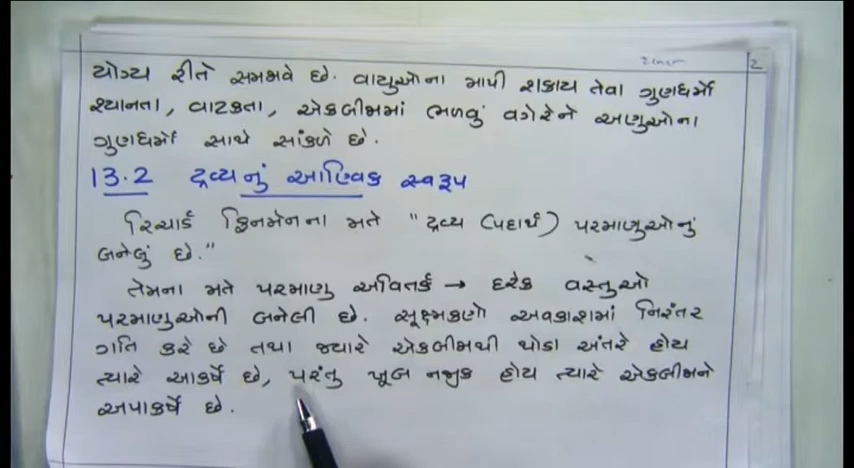 2
યોગ્ય રીતે સમજાવે છે. વાયુઓના માપી શકાય તેવા ગુણધર્મો
શ્યાનતા, વાહકતા, એકબીજામાં ભળવું વગેરેને અણુઓના
ગુણધર્મો સાથે સાંકળે છે.
13.2 દ્રવ્યનું આણ્વિક સ્વરૂપ
રિચાર્ડ ફિનમેનના મતે "દ્રવ્ય (પદાર્થ) પરમાણુઓનું
બનેલું છે."
તેમના મતે પરમાણુ અવિતર્ક → દરેક વસ્તુઓ
પરમાણુઓની બનેલી છે. સૂક્ષ્મકણો અવકાશમાં નિરંતર
ગતિ કરે છે તથા જ્યારે એકબીજાથી થોડા અંતરે હોય
ત્યારે આકર્ષે છે, પરંતુ ખૂબ નજીક હોય ત્યારે એકબીજાને
અપાકર્ષે છે.